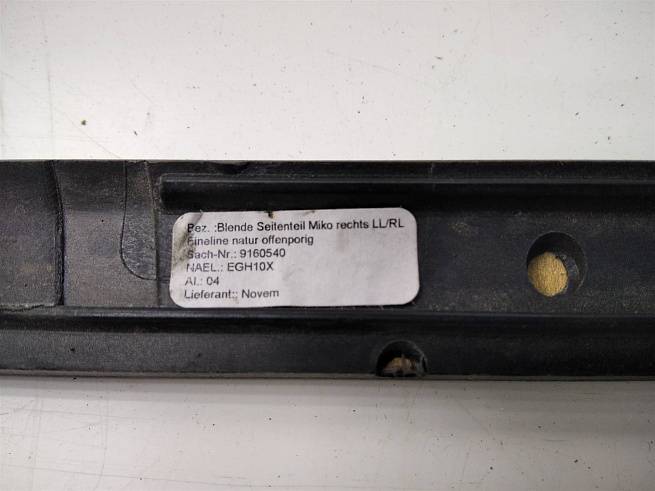 Bez. :Blende Seitenteil Miko rechts LL/RL
Fineline natur offenporig
Sach-Nr.: 9160540
NAEL.: EGH10X
AI.: 04
Lieferant:: Novem